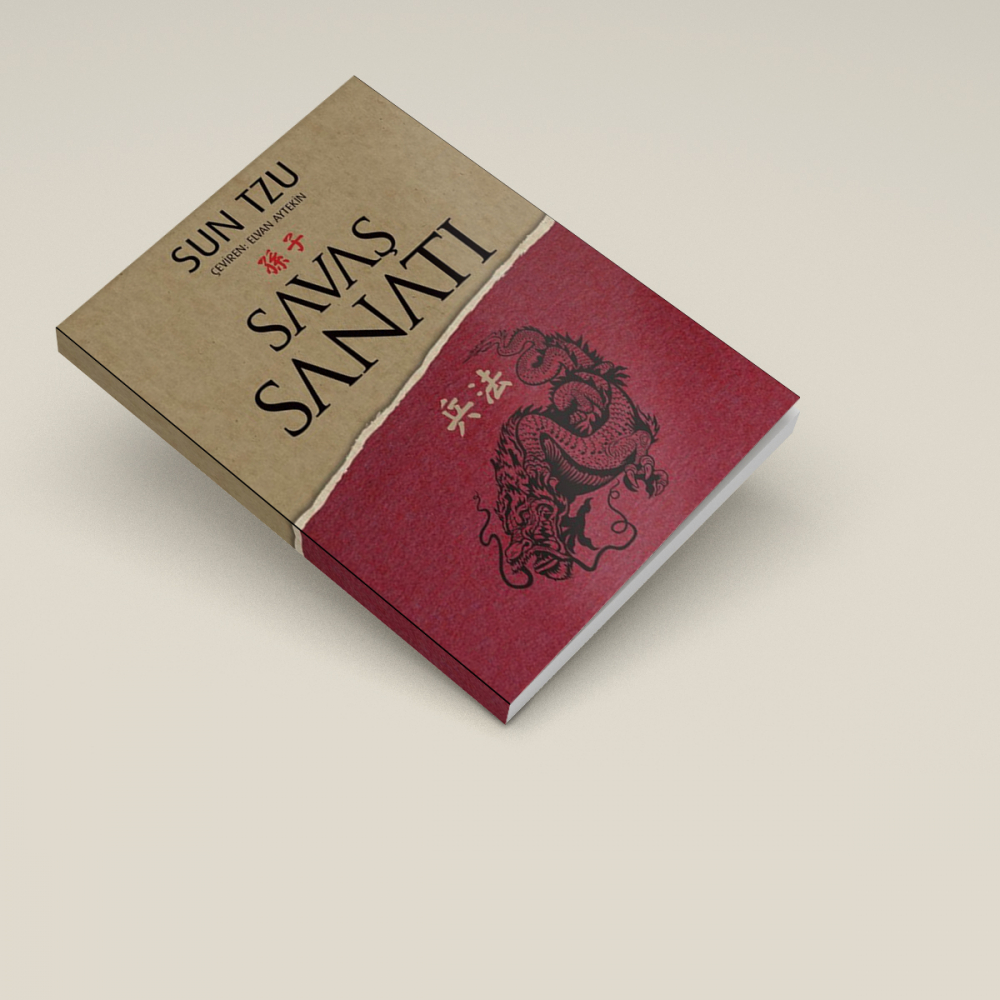 SUN TZU
ÇEVİREN: ELVAN AYTEKİN
孫子
SAVAŞ
SANATI
兵法